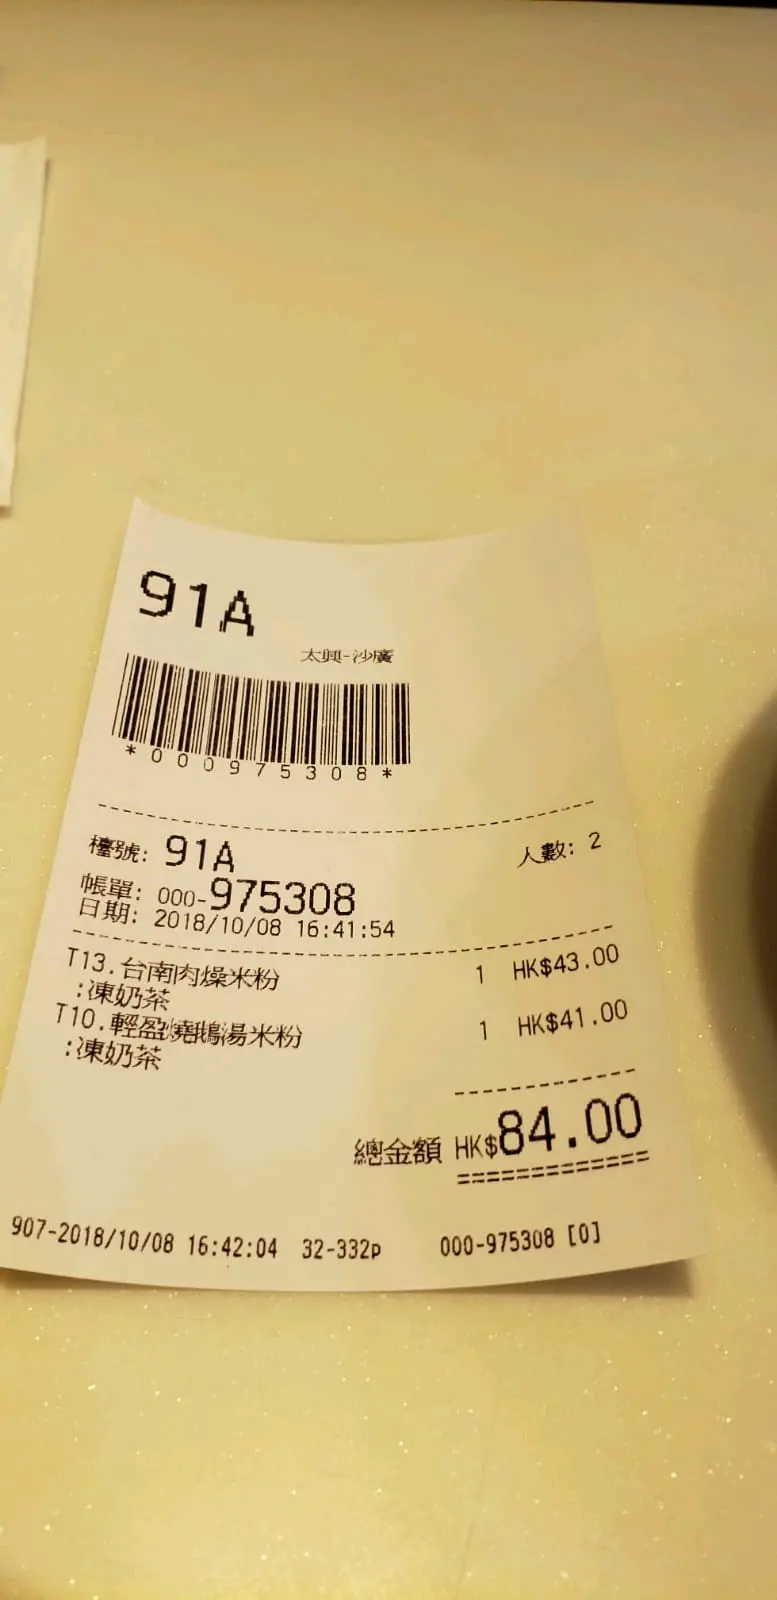 91A
太興-沙廣
*000975308*
檯號: 91A 人數: 2
帳單: 000-975308
日期: 2018/10/08 16:41:54
T13.台南肉燥米粉 1 HK$43.00
:凍奶茶
T10.輕盈燒鵝湯米粉 1 HK$41.00
:凍奶茶
總金額 HK$84.00
907-2018/10/08 16:42:04 32-332p 000-975308 [0]